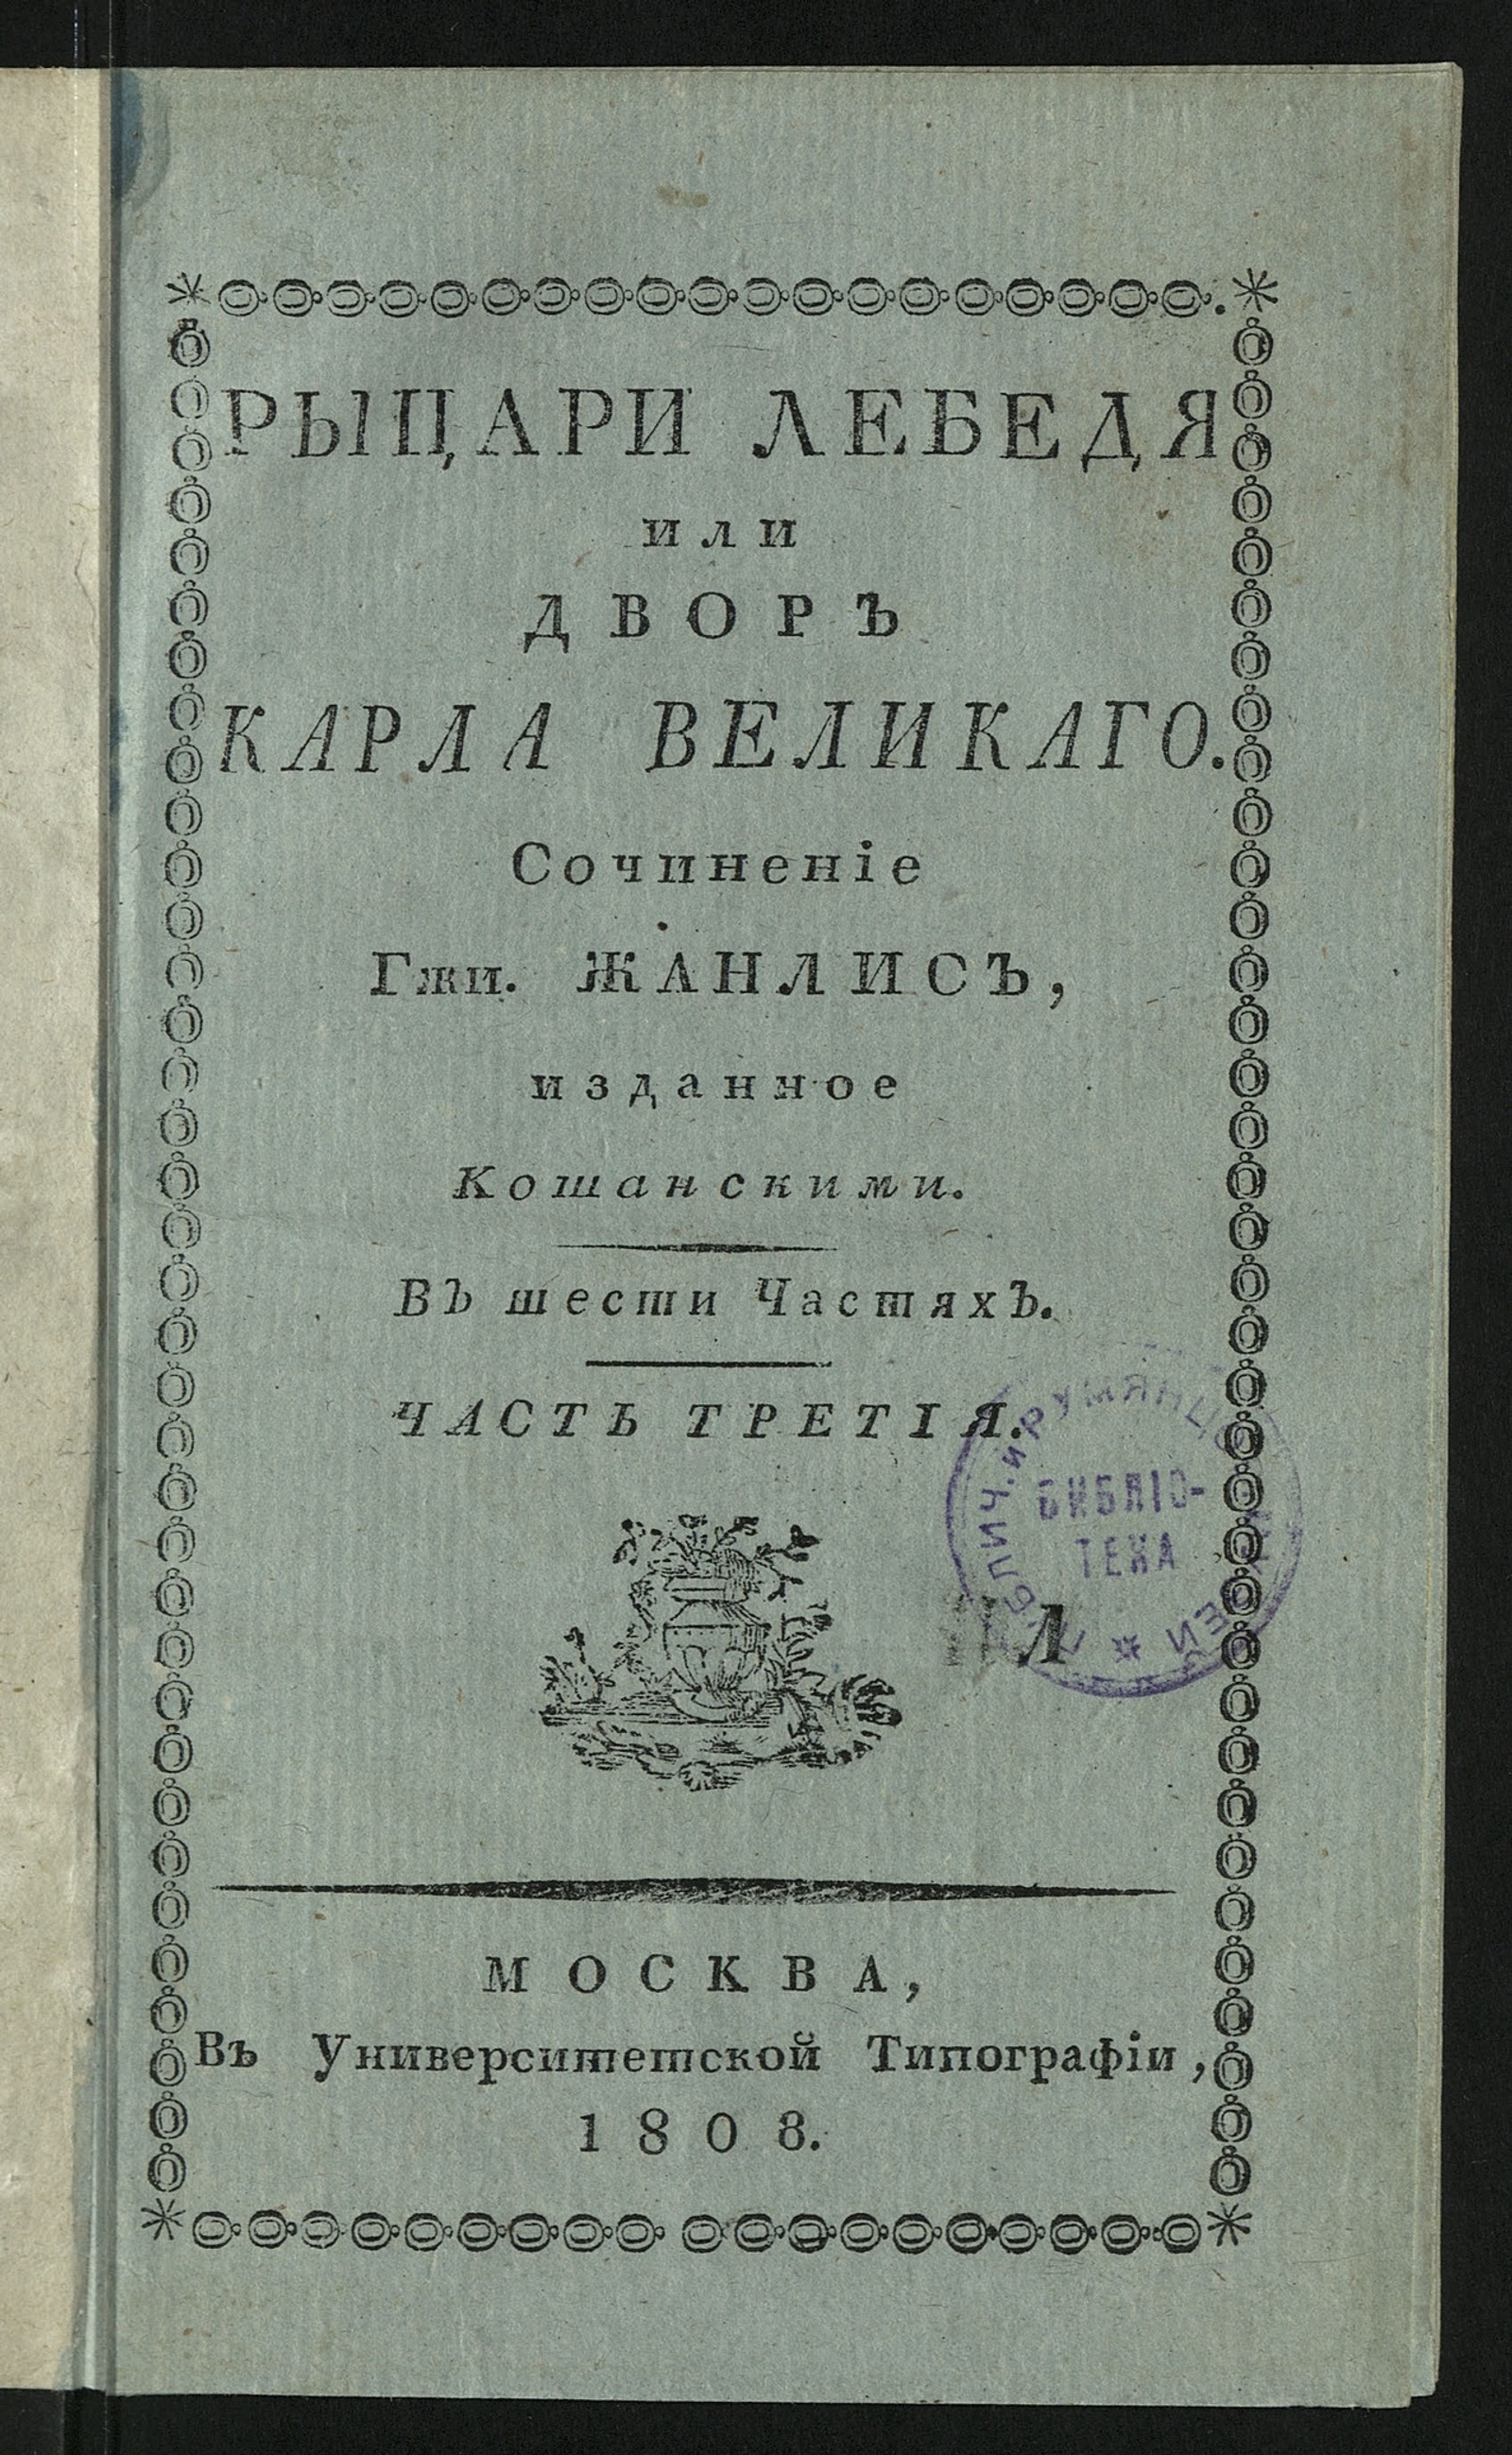 РЫЦАРИ ЛЕБЕДЯ
или
ДВОРЪ
КАРЛА ВЕЛИКАГО.
Сочиненіе
Гжи. ЖАНЛИСЪ,
изданное
Кошанскими.
Въ шести Частяхъ.
ЧАСТЬ ТРЕТІЯ.
И РУМЯНЦ
БИБЛІО-
ТЕКА
МОСКВА,
Въ Университетской Типографіи,
1808.